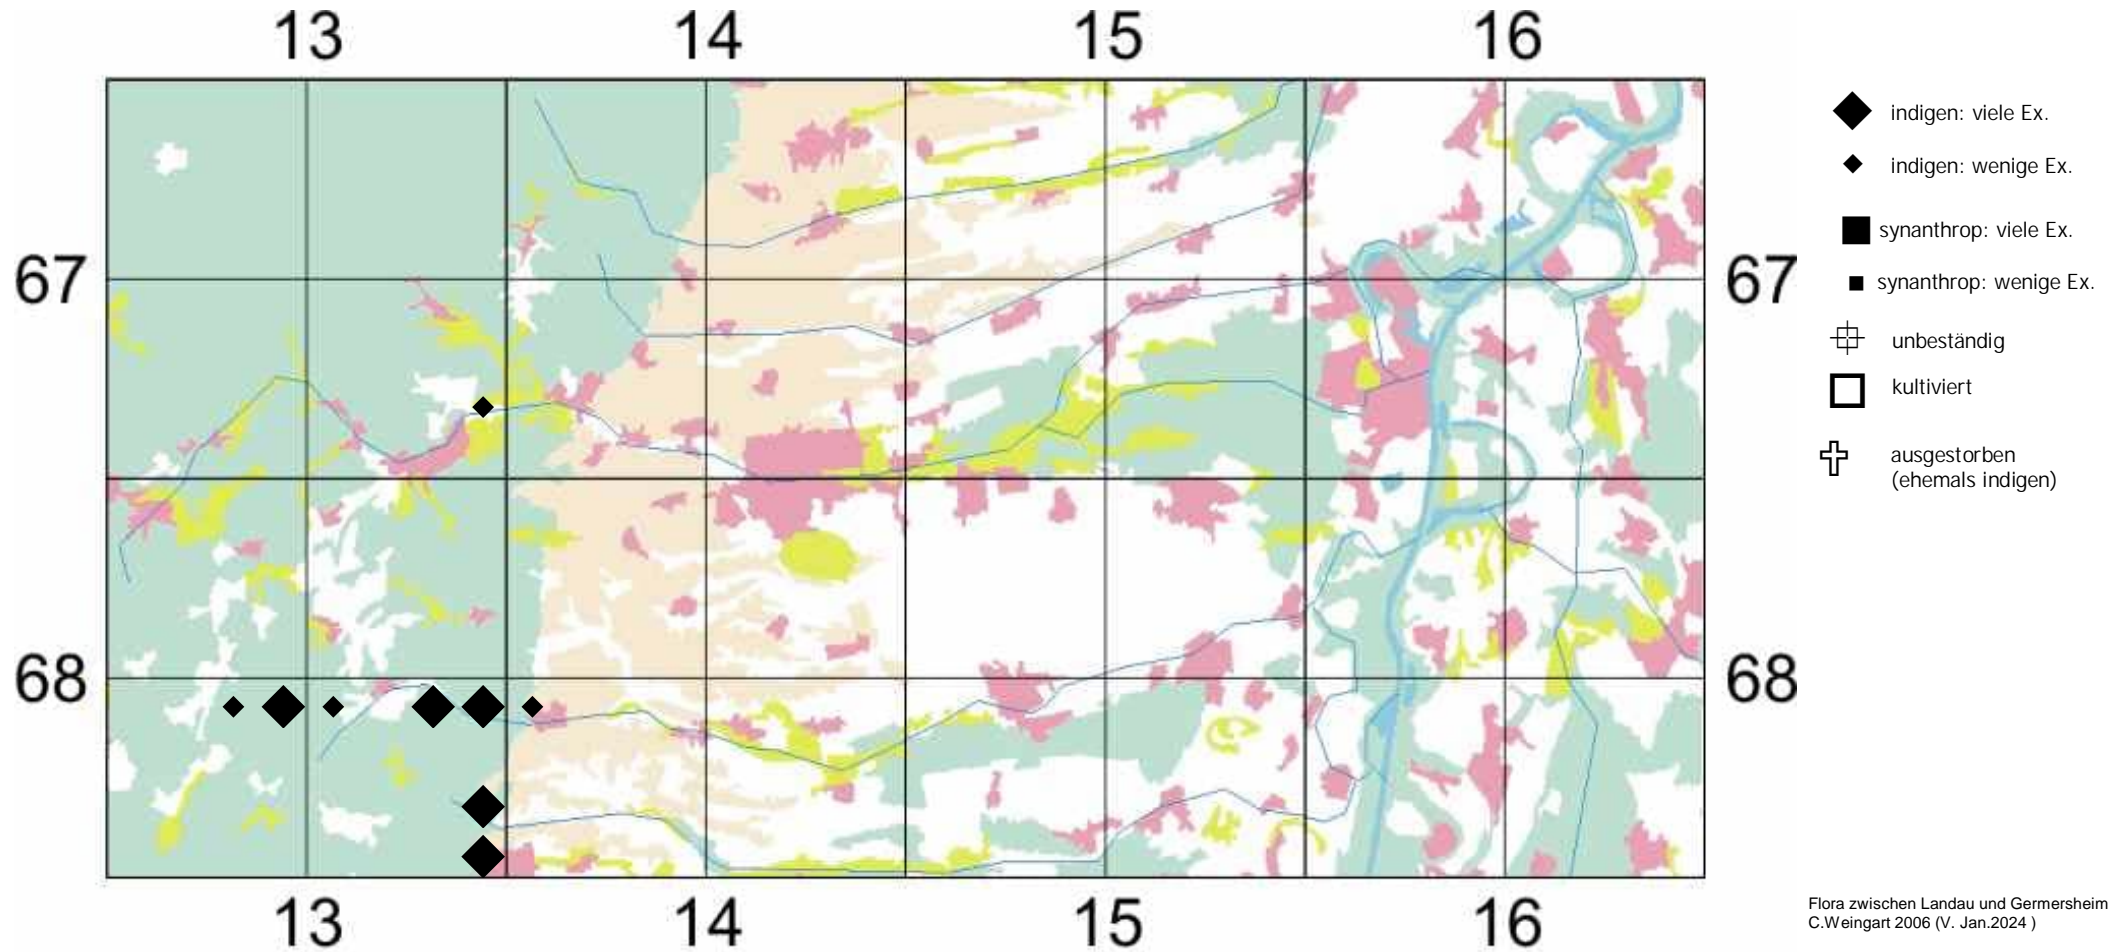 13 14 15 16
indigen: viele Ex.
indigen: wenige Ex.
synanthrop: viele Ex.
67 67
synanthrop: wenige Ex.
unbeständig
kultiviert
ausgestorben
(ehemals indigen)
68 68
13 14 15 16
Flora zwischen Landau und Germersheim
C.Weingart 2006 (V. Jan.2024 )